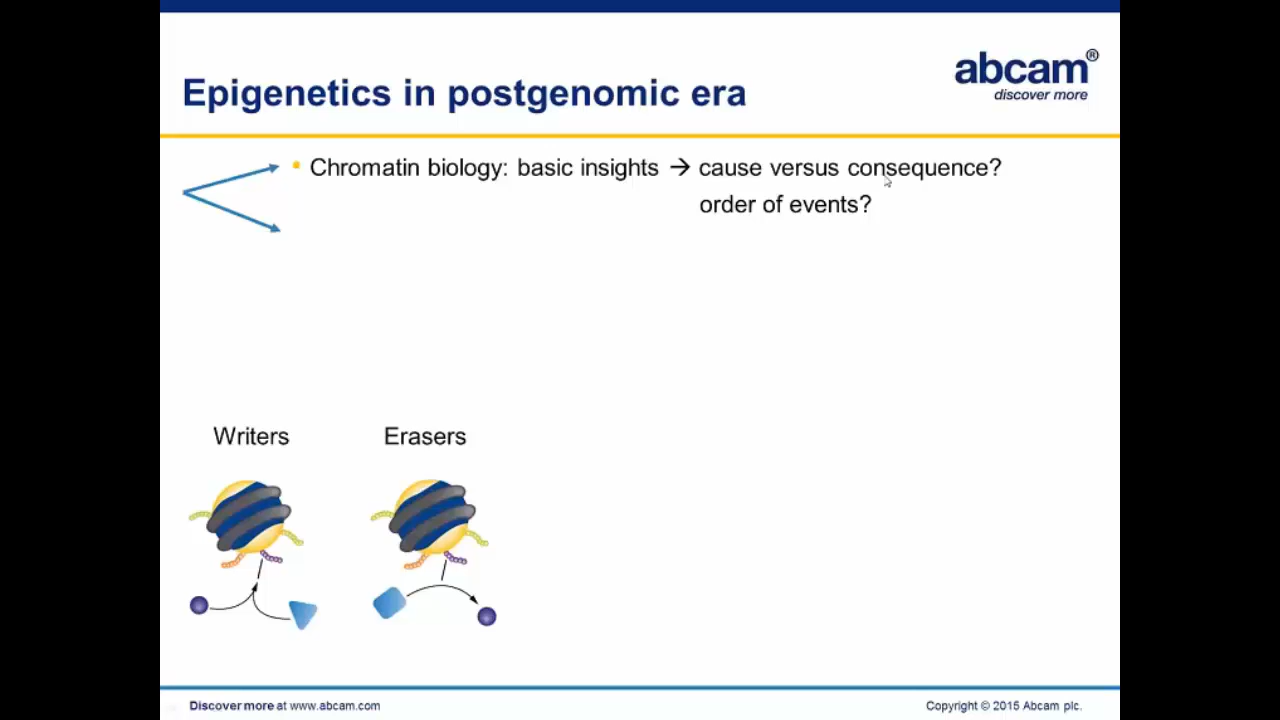 abcam®
discover more
Epigenetics in postgenomic era
• Chromatin biology: basic insights → cause versus consequence?
order of events?
Writers Erasers
Discover more at www.abcam.com
Copyright © 2015 Abcam plc.